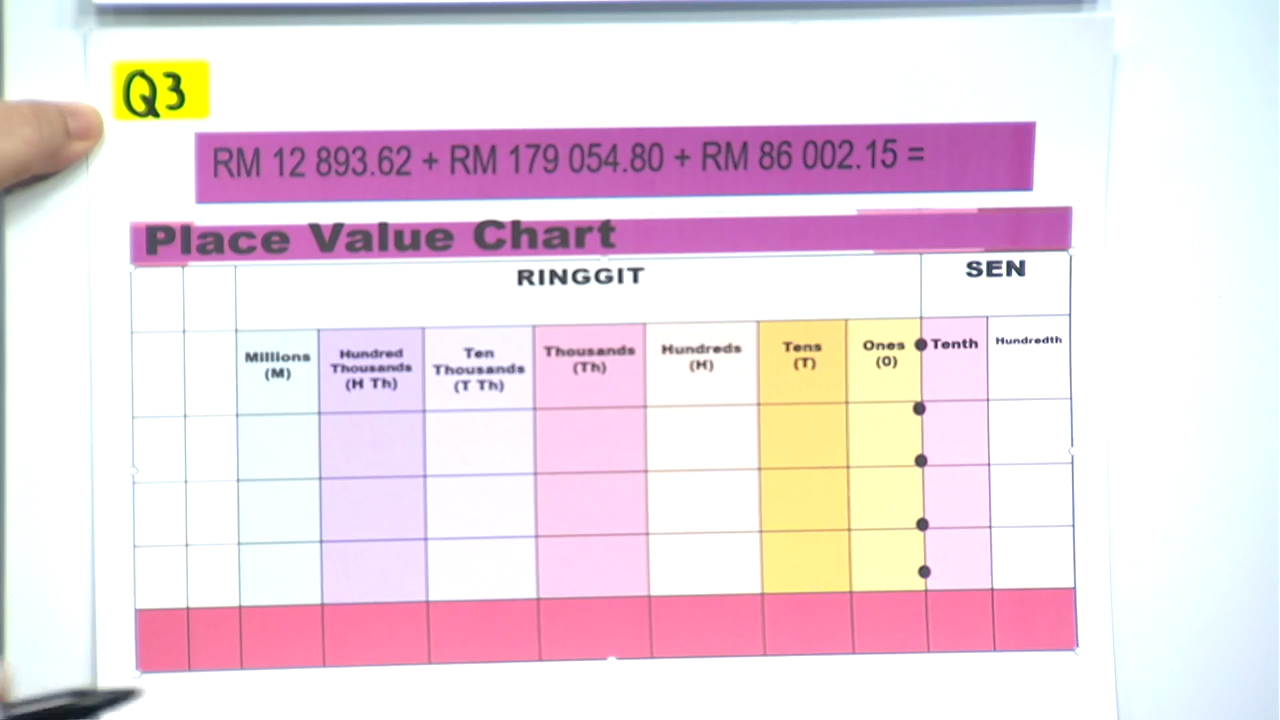 Q3
RM 12 893.62 + RM 179 054.80 + RM 86 002.15 =
Place Value Chart
RINGGIT
SEN
Millions
(M)
Hundred
Thousands
(H Th)
Ten
Thousands
(T Th)
Thousands
(Th)
Hundreds
(H)
Tens
(T)
Ones
(O)
Tenth
Hundredth